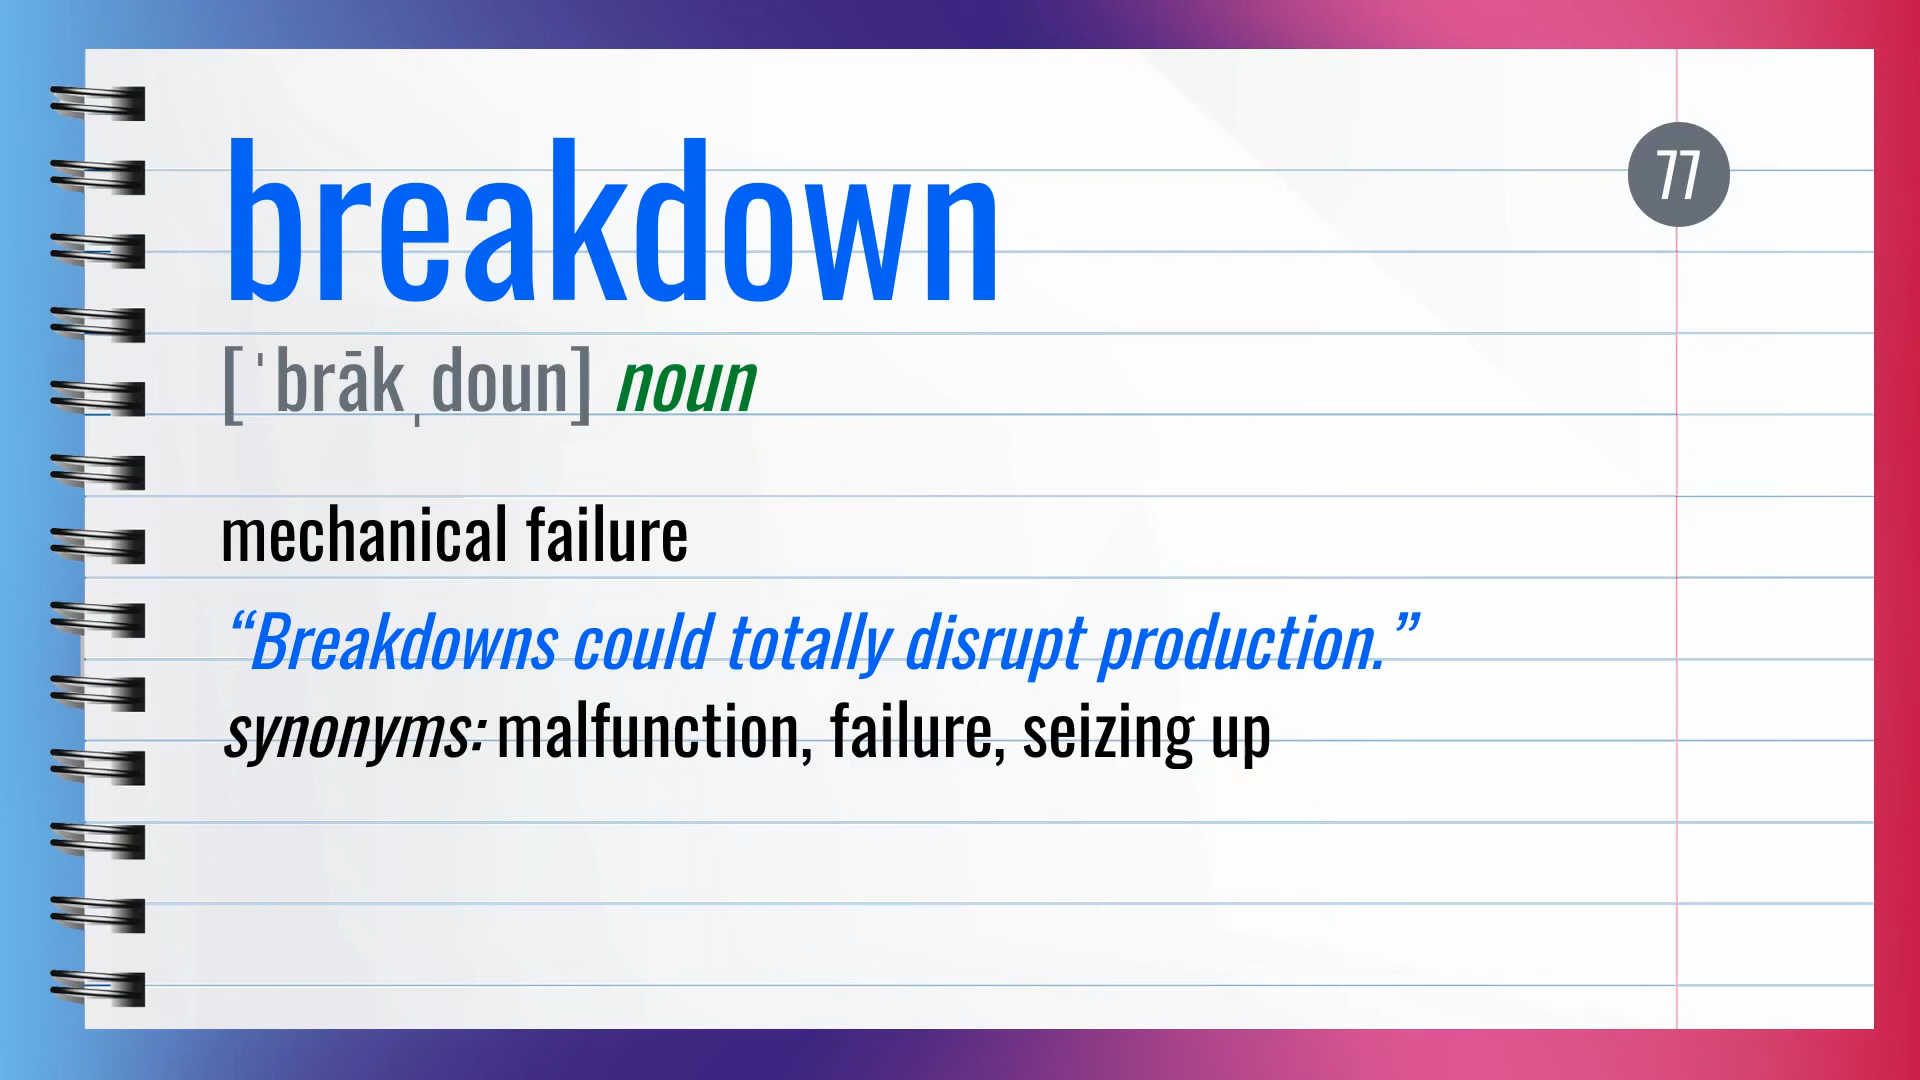 breakdown
77
[ˈbrākˌdoun] noun
mechanical failure
“Breakdowns could totally disrupt production.”
synonyms: malfunction, failure, seizing up